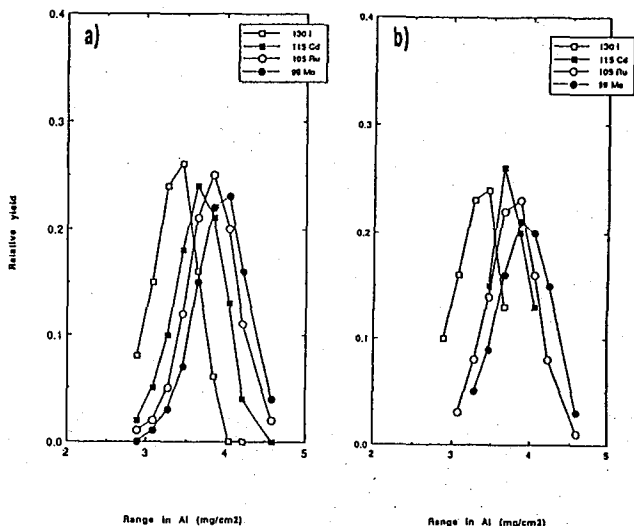 a)
130 I
115 Cd
105 Ru
99 Mo
0.4
0.3
0.2
0.1
0.0
2
3
4
5
Relative yield
Range in Al (mg/cm2)
b)
130 I
115 Cd
105 Ru
99 Mo
0.4
0.3
0.2
0.1
0.0
2
3
4
5
Range in Al (mg/cm2)